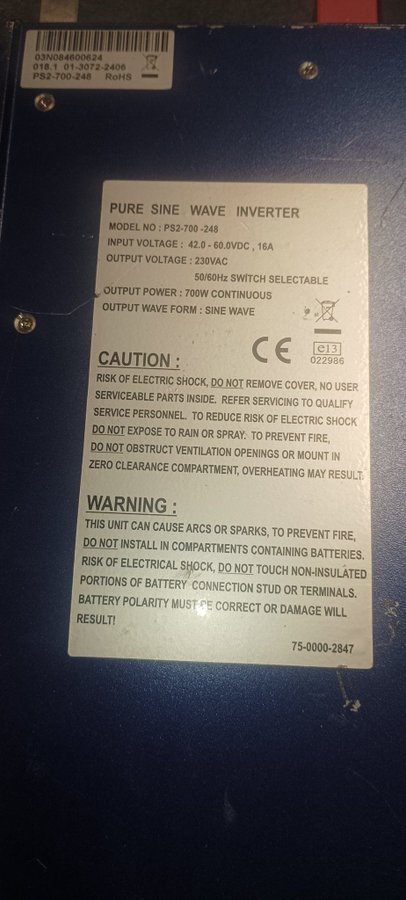 03N084600624
018.1 01-3072-2406
PS2-700-248 RoHS
PURE SINE WAVE INVERTER
MODEL NO : PS2-700 -248
INPUT VOLTAGE : 42.0 - 60.0VDC , 16A
OUTPUT VOLTAGE : 230VAC
50/60Hz SWITCH SELECTABLE
OUTPUT POWER : 700W CONTINUOUS
OUTPUT WAVE FORM : SINE WAVE
CE
e13
022986
CAUTION :
RISK OF ELECTRIC SHOCK, DO NOT REMOVE COVER, NO USER
SERVICEABLE PARTS INSIDE. REFER SERVICING TO QUALIFY
SERVICE PERSONNEL. TO REDUCE RISK OF ELECTRIC SHOCK
DO NOT EXPOSE TO RAIN OR SPRAY. TO PREVENT FIRE,
DO NOT OBSTRUCT VENTILATION OPENINGS OR MOUNT IN
ZERO CLEARANCE COMPARTMENT, OVERHEATING MAY RESULT.
WARNING :
THIS UNIT CAN CAUSE ARCS OR SPARKS, TO PREVENT FIRE,
DO NOT INSTALL IN COMPARTMENTS CONTAINING BATTERIES.
RISK OF ELECTRICAL SHOCK, DO NOT TOUCH NON-INSULATED
PORTIONS OF BATTERY CONNECTION STUD OR TERMINALS.
BATTERY POLARITY MUST BE CORRECT OR DAMAGE WILL
RESULT!
75-0000-2847